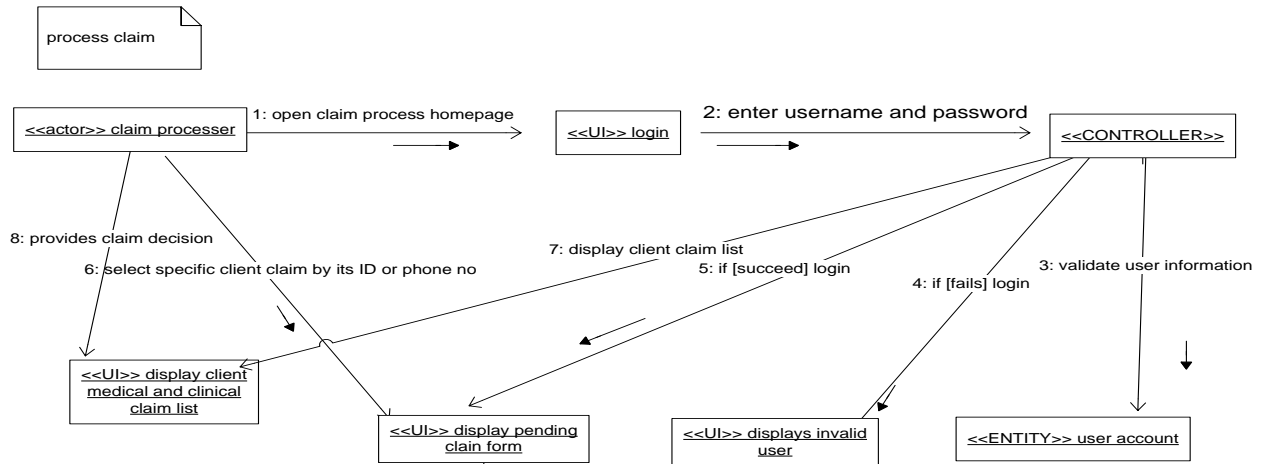 process claim
1: open claim process homepage
2: enter username and password
<<actor>> claim processer
<<UI>> login
<<CONTROLLER>>
8: provides claim decision
7: display client claim list
6: select specific client claim by its ID or phone no
5: if [succeed] login
3: validate user information
4: if [fails] login
<<UI>> display client
medical and clinical
claim list
<<UI>> display pending
clain form
<<UI>> displays invalid
user
<<ENTITY>> user account